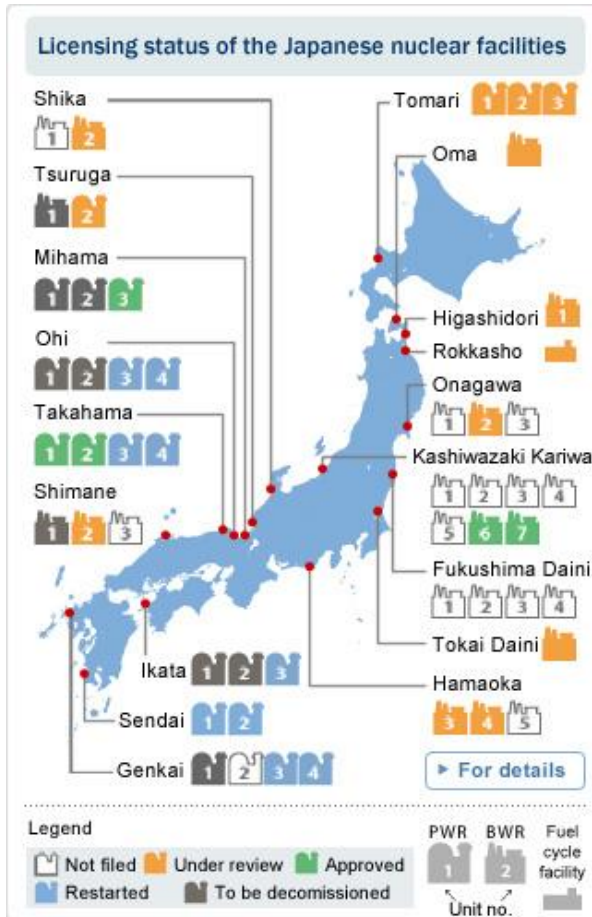 Licensing status of the Japanese nuclear facilities
Shika
1 2
Tsuruga
1 2
Mihama
1 2 3
Ohi
1 2 3 4
Takahama
1 2 3 4
Shimane
1 2 3
Tomari 1 2 3
Oma
Higashidori 1
Rokkasho
Onagawa
1 2 3
Kashiwazaki Kariwa
1 2 3 4
5 6 7
Fukushima Daini
1 2 3 4
Tokai Daini
Hamaoka
3 4 5
Ikata 1 2 3
Sendai 1 2
Genkai 1 2 3 4
▶ For details
Legend
Not filed Under review Approved
Restarted To be decomissioned
PWR BWR Fuel
cycle
facility
1 2
Unit no.